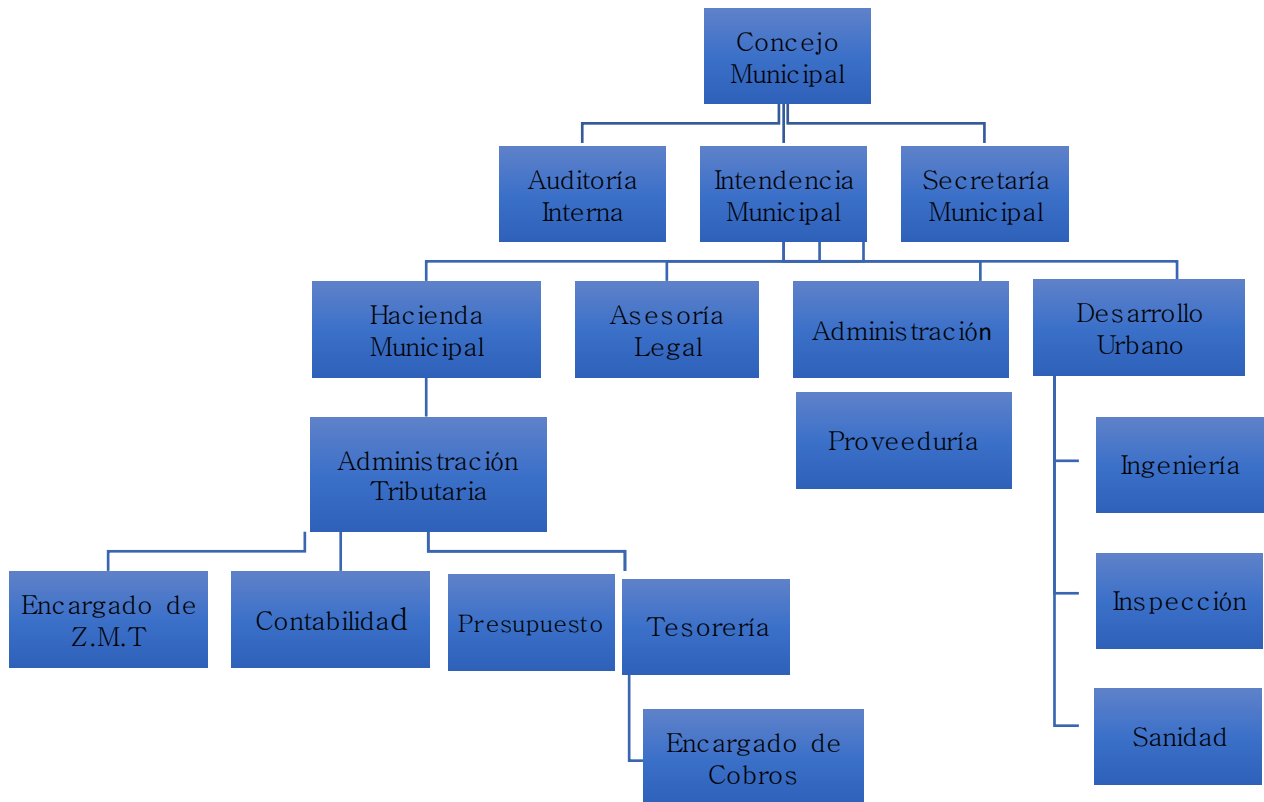 Concejo
Municipal
Auditoría
Interna
Intendencia
Municipal
Secretaría
Municipal
Hacienda
Municipal
Asesoría
Legal
Administración
Desarrollo
Urbano
Proveeduría
Administración
Tributaria
Ingeniería
Encargado de
Z.M.T
Contabilidad
Presupuesto
Tesorería
Inspección
Encargado de
Cobros
Sanidad